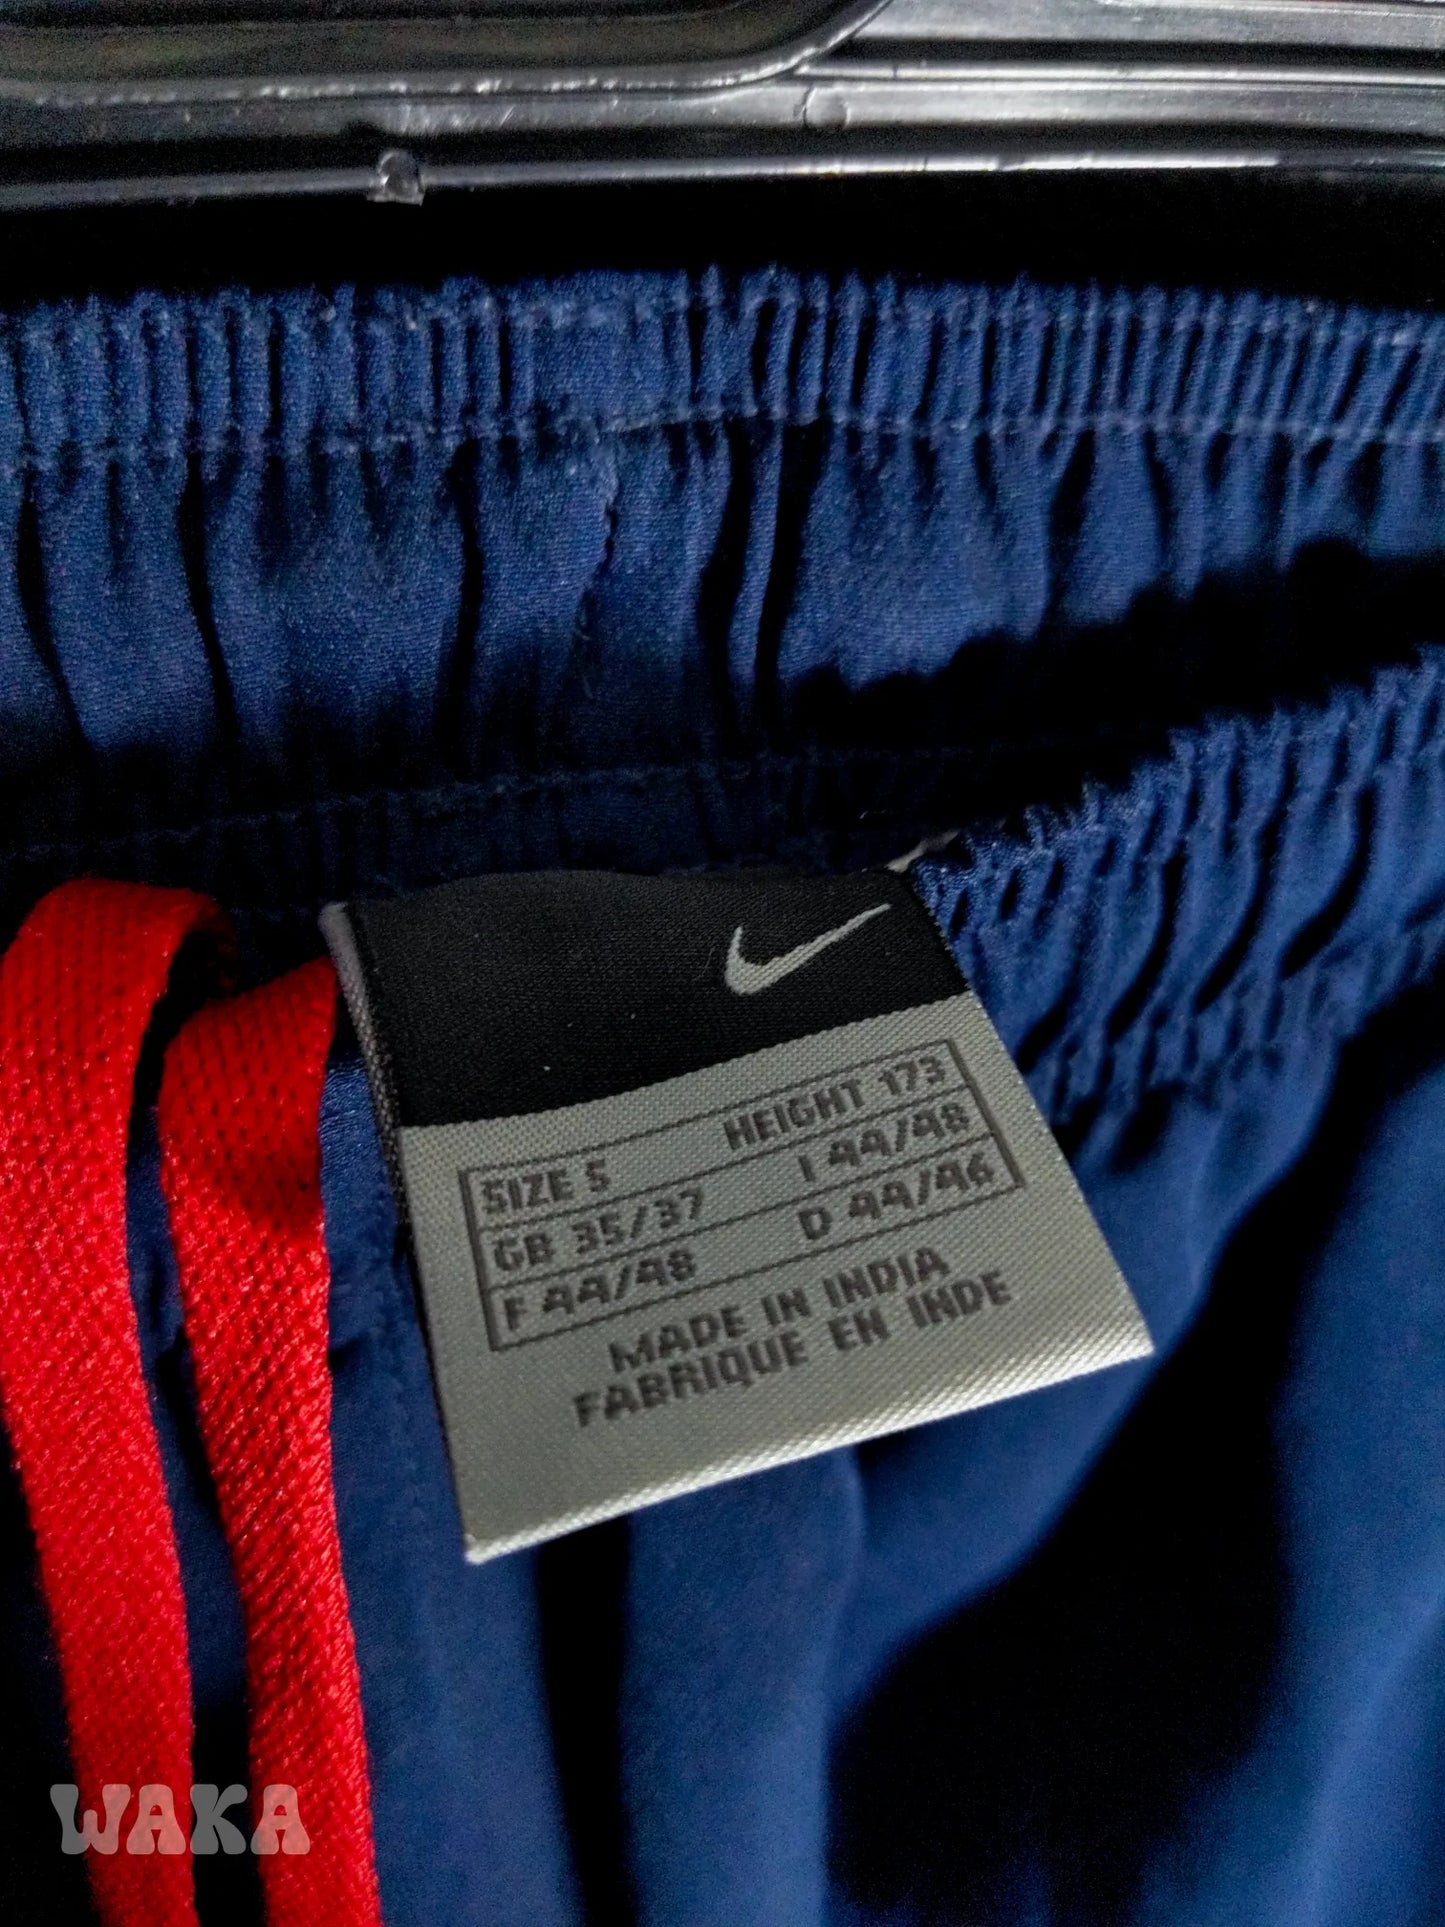 SIZE S HEIGHT 173
GB 35/37 I 44/48
F 44/48 D 44/46
MADE IN INDIA
FABRIQUE EN INDE
WAKA